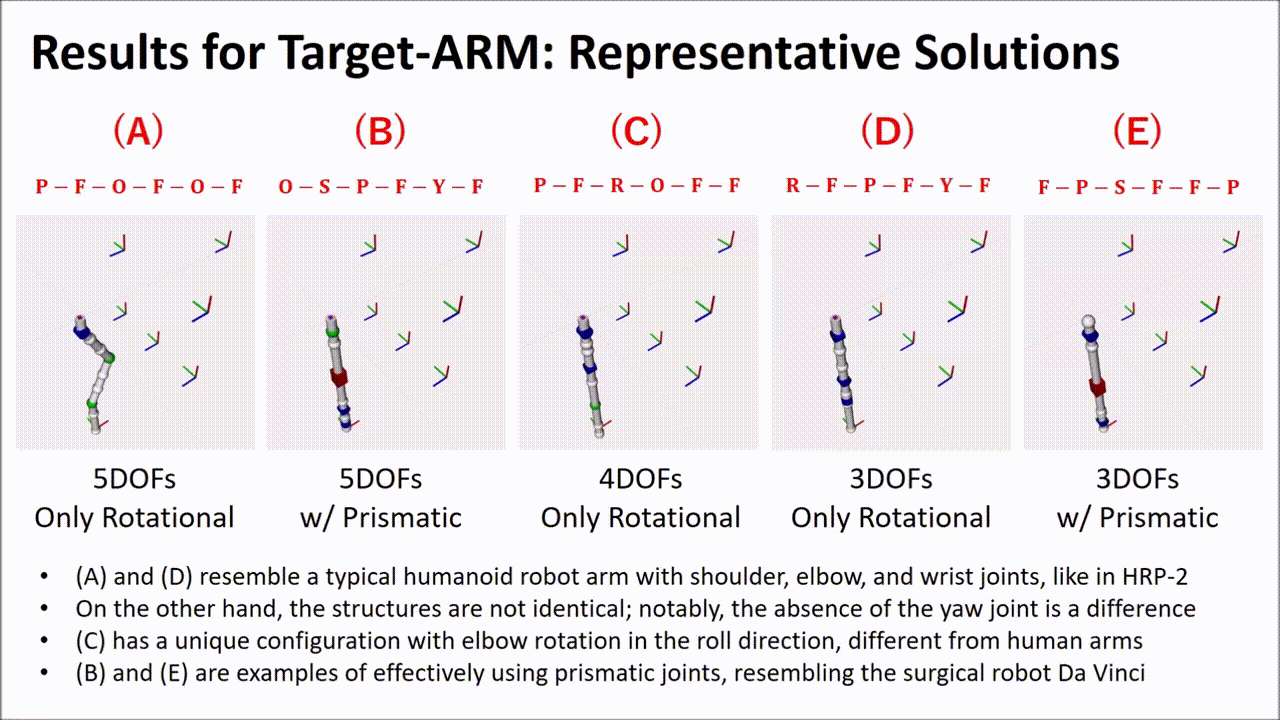 Results for Target-ARM: Representative Solutions
(A) (B) (C) (D) (E)
P – F – O – F – O – F O – S – P – F – Y – F P – F – R – O – F – F R – F – P – F – Y – F F – P – S – F – F – P
5DOFs 5DOFs 4DOFs 3DOFs 3DOFs
Only Rotational w/ Prismatic Only Rotational Only Rotational w/ Prismatic
• (A) and (D) resemble a typical humanoid robot arm with shoulder, elbow, and wrist joints, like in HRP-2
• On the other hand, the structures are not identical; notably, the absence of the yaw joint is a difference
• (C) has a unique configuration with elbow rotation in the roll direction, different from human arms
• (B) and (E) are examples of effectively using prismatic joints, resembling the surgical robot Da Vinci